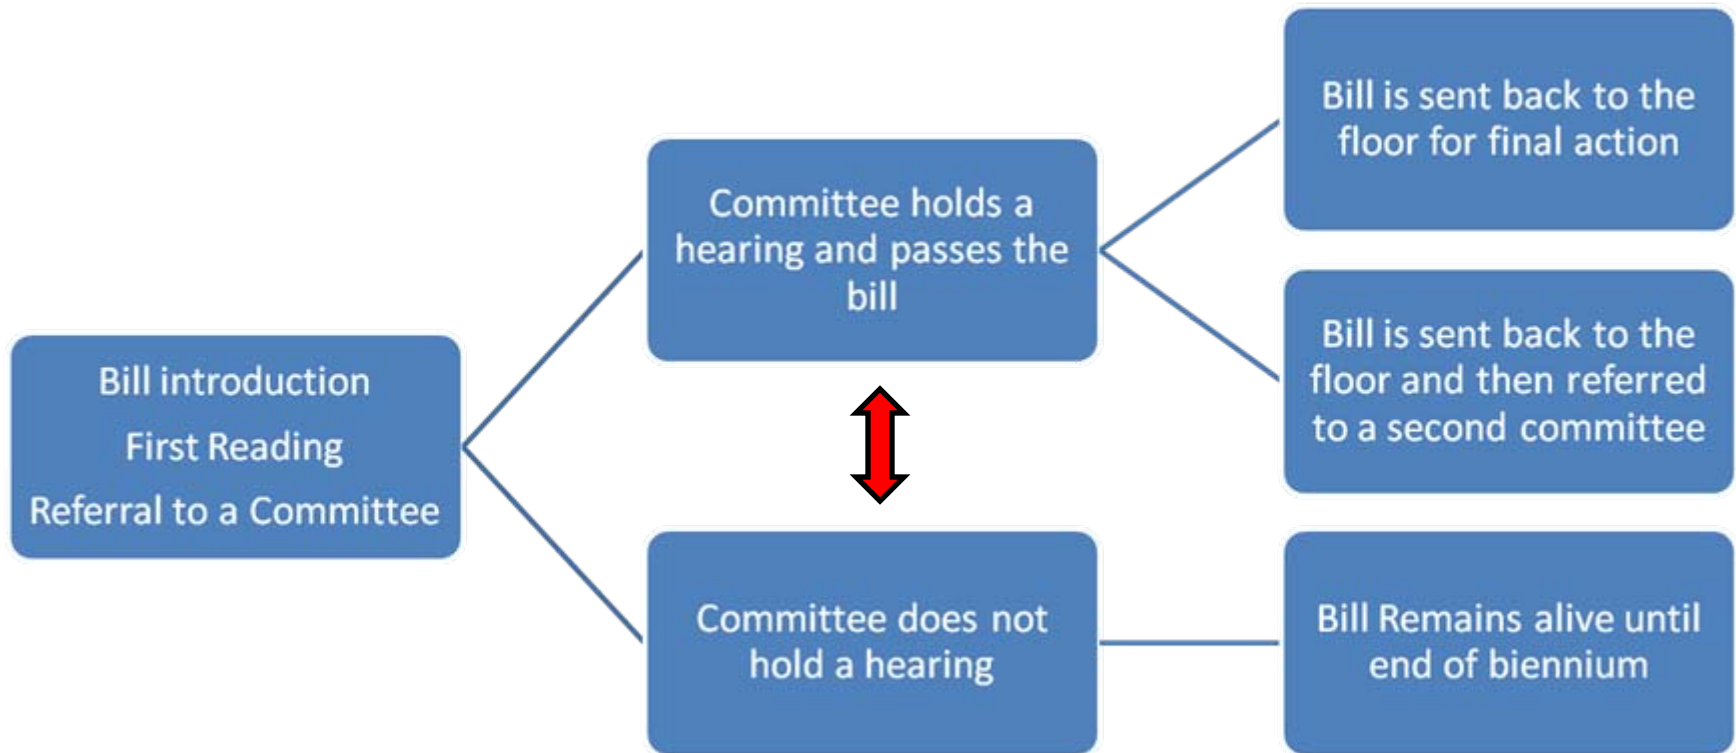 Bill introduction
First Reading
Referral to a Committee
Committee holds a
hearing and passes the
bill
Committee does not
hold a hearing
Bill is sent back to the
floor for final action
Bill is sent back to the
floor and then referred
to a second committee
Bill Remains alive until
end of biennium